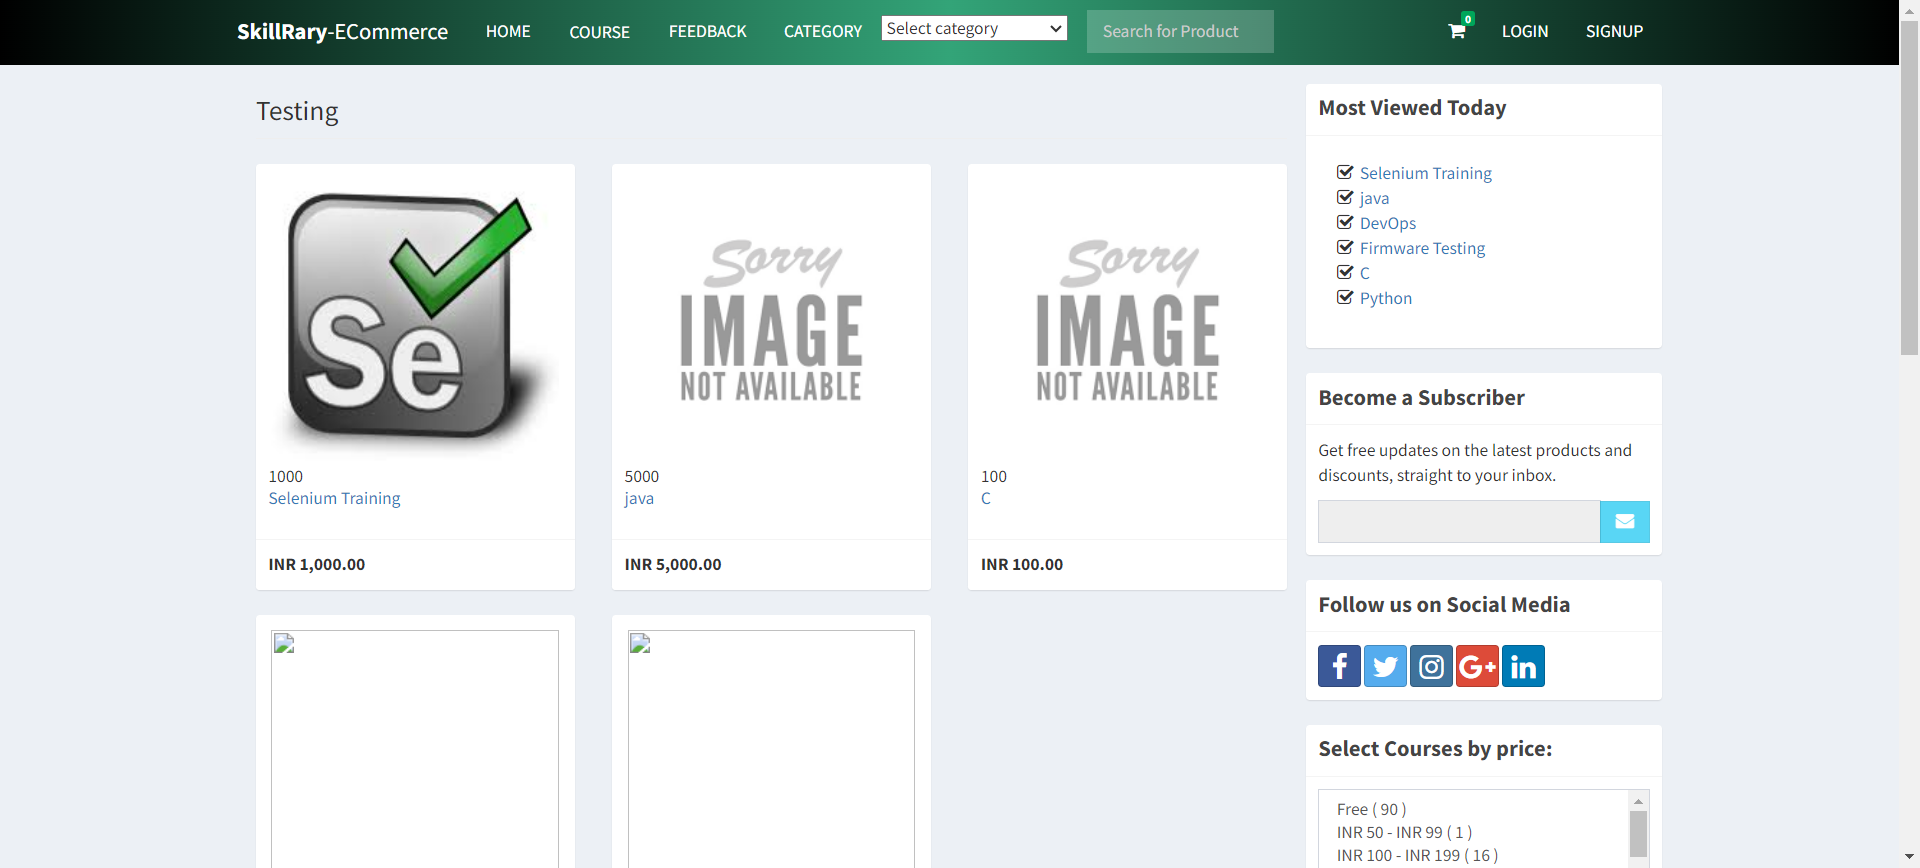 SkillRary-ECommerce HOME COURSE FEEDBACK CATEGORY Select category Search for Product 0 LOGIN SIGNUP
Testing
Se
1000
Selenium Training
INR 1,000.00
Sorry
IMAGE
NOT AVAILABLE
5000
java
INR 5,000.00
Sorry
IMAGE
NOT AVAILABLE
100
C
INR 100.00
Most Viewed Today
Selenium Training
java
DevOps
Firmware Testing
C
Python
Become a Subscriber
Get free updates on the latest products and
discounts, straight to your inbox.
Follow us on Social Media
f G+ in
Select Courses by price:
Free ( 90 )
INR 50 - INR 99 ( 1 )
INR 100 - INR 199 ( 16 )